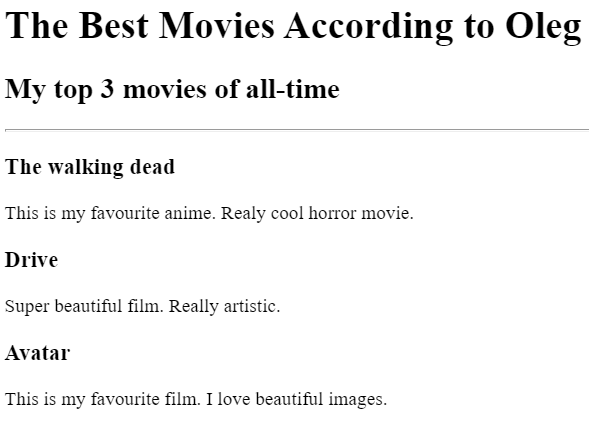 The Best Movies According to Oleg
My top 3 movies of all-time
The walking dead
This is my favourite anime. Realy cool horror movie.
Drive
Super beautiful film. Really artistic.
Avatar
This is my favourite film. I love beautiful images.